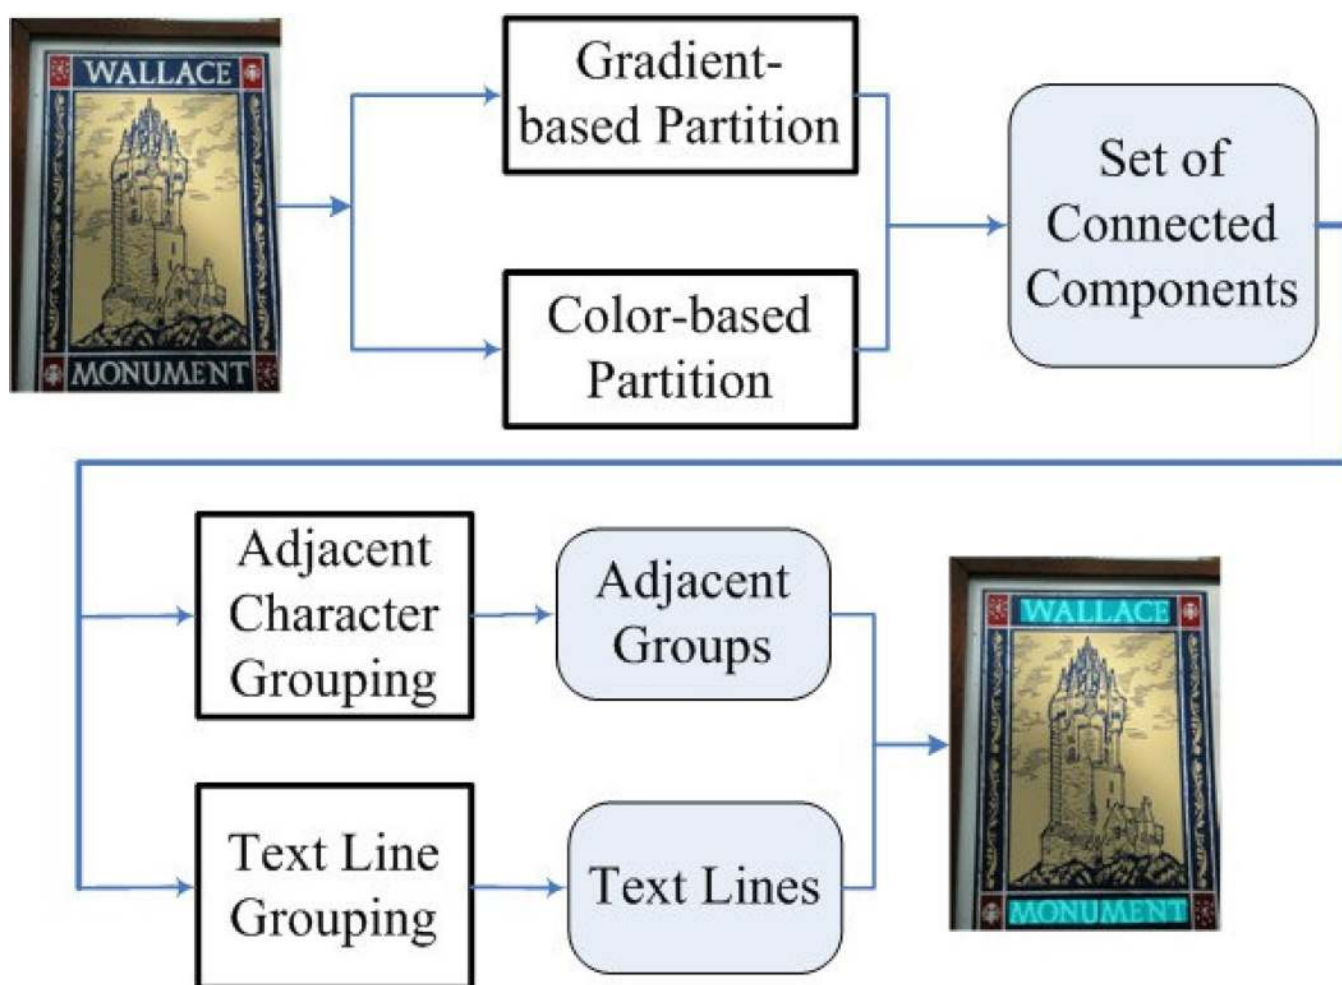 WALLACE
MONUMENT
Gradient-
based Partition
Color-based
Partition
Set of
Connected
Components
Adjacent
Character
Grouping
Adjacent
Groups
Text Line
Grouping
Text Lines
WALLACE
MONUMENT